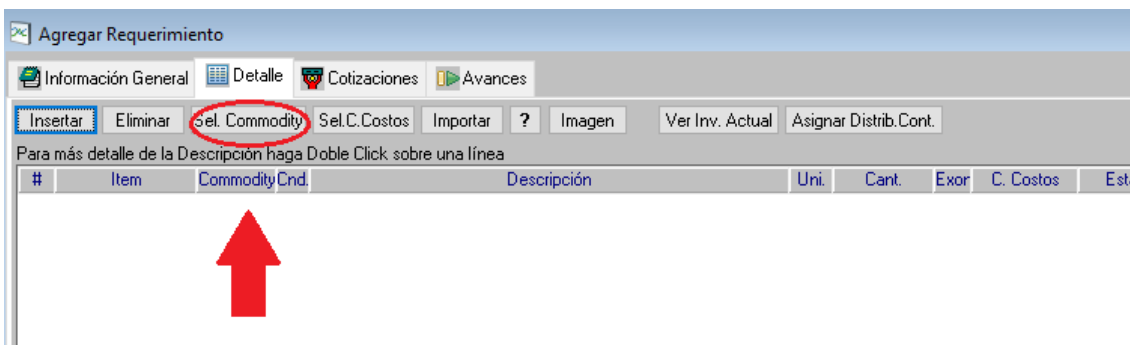 Agregar Requerimiento
Información General Detalle Cotizaciones Avances
Insertar Eliminar Sel. Commodity Sel.C.Costos Importar ? Imagen Ver Inv. Actual Asignar Distrib.Cont.
Para más detalle de la Descripción haga Doble Click sobre una línea
# Item Commodity Cnd. Descripción Uni. Cant. Exor C. Costos Est